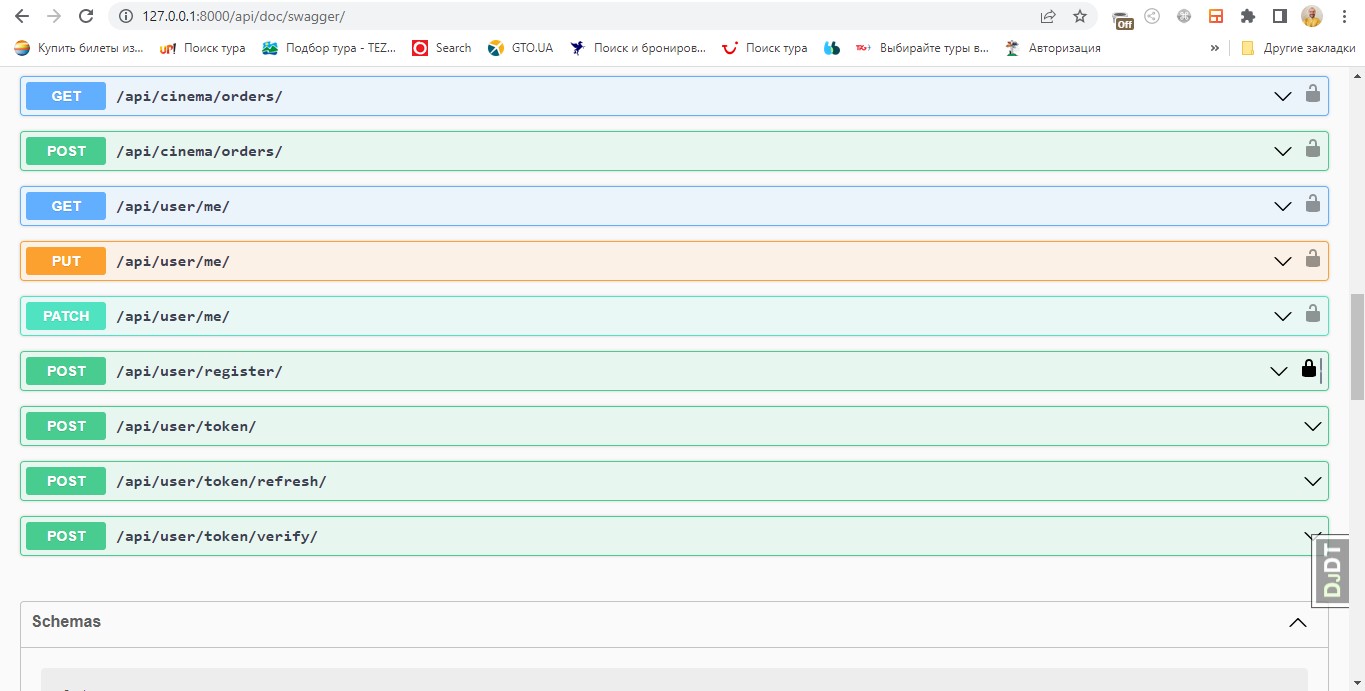 127.0.0.1:8000/api/doc/swagger/
Off
Купить билеты из... up! Поиск тура Подбор тура - TEZ... Search GTO.UA Поиск и брониров... Поиск тура Выбирайте туры в... Авторизация » Другие закладки
GET /api/cinema/orders/
POST /api/cinema/orders/
GET /api/user/me/
PUT /api/user/me/
PATCH /api/user/me/
POST /api/user/register/
POST /api/user/token/
POST /api/user/token/refresh/
POST /api/user/token/verify/
DJDT
Schemas